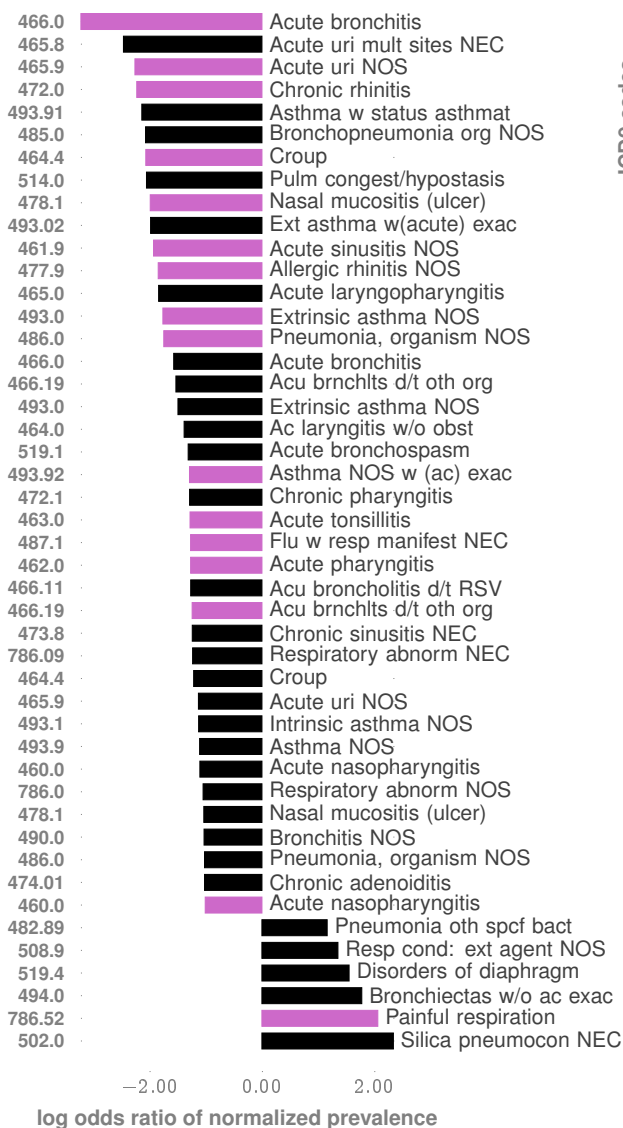 466.0 Acute bronchitis
465.8 Acute uri mult sites NEC
465.9 Acute uri NOS
472.0 Chronic rhinitis
493.91 Asthma w status asthmat
485.0 Bronchopneumonia org NOS
464.4 Croup
514.0 Pulm congest/hypostasis
478.1 Nasal mucositis (ulcer)
493.02 Ext asthma w(acute) exac
461.9 Acute sinusitis NOS
477.9 Allergic rhinitis NOS
465.0 Acute laryngopharyngitis
493.0 Extrinsic asthma NOS
486.0 Pneumonia, organism NOS
466.0 Acute bronchitis
466.19 Acu brnchlts d/t oth org
493.0 Extrinsic asthma NOS
464.0 Ac laryngitis w/o obst
519.1 Acute bronchospasm
493.92 Asthma NOS w (ac) exac
472.1 Chronic pharyngitis
463.0 Acute tonsillitis
487.1 Flu w resp manifest NEC
462.0 Acute pharyngitis
466.11 Acu broncholitis d/t RSV
466.19 Acu brnchlts d/t oth org
473.8 Chronic sinusitis NEC
786.09 Respiratory abnorm NEC
464.4 Croup
465.9 Acute uri NOS
493.1 Intrinsic asthma NOS
493.9 Asthma NOS
460.0 Acute nasopharyngitis
786.0 Respiratory abnorm NOS
478.1 Nasal mucositis (ulcer)
490.0 Bronchitis NOS
486.0 Pneumonia, organism NOS
474.01 Chronic adenoiditis
460.0 Acute nasopharyngitis
482.89 Pneumonia oth spcf bact
508.9 Resp cond: ext agent NOS
519.4 Disorders of diaphragm
494.0 Bronchiectas w/o ac exac
786.52 Painful respiration
502.0 Silica pneumocon NEC
−2.00 0.00 2.00
log odds ratio of normalized prevalence